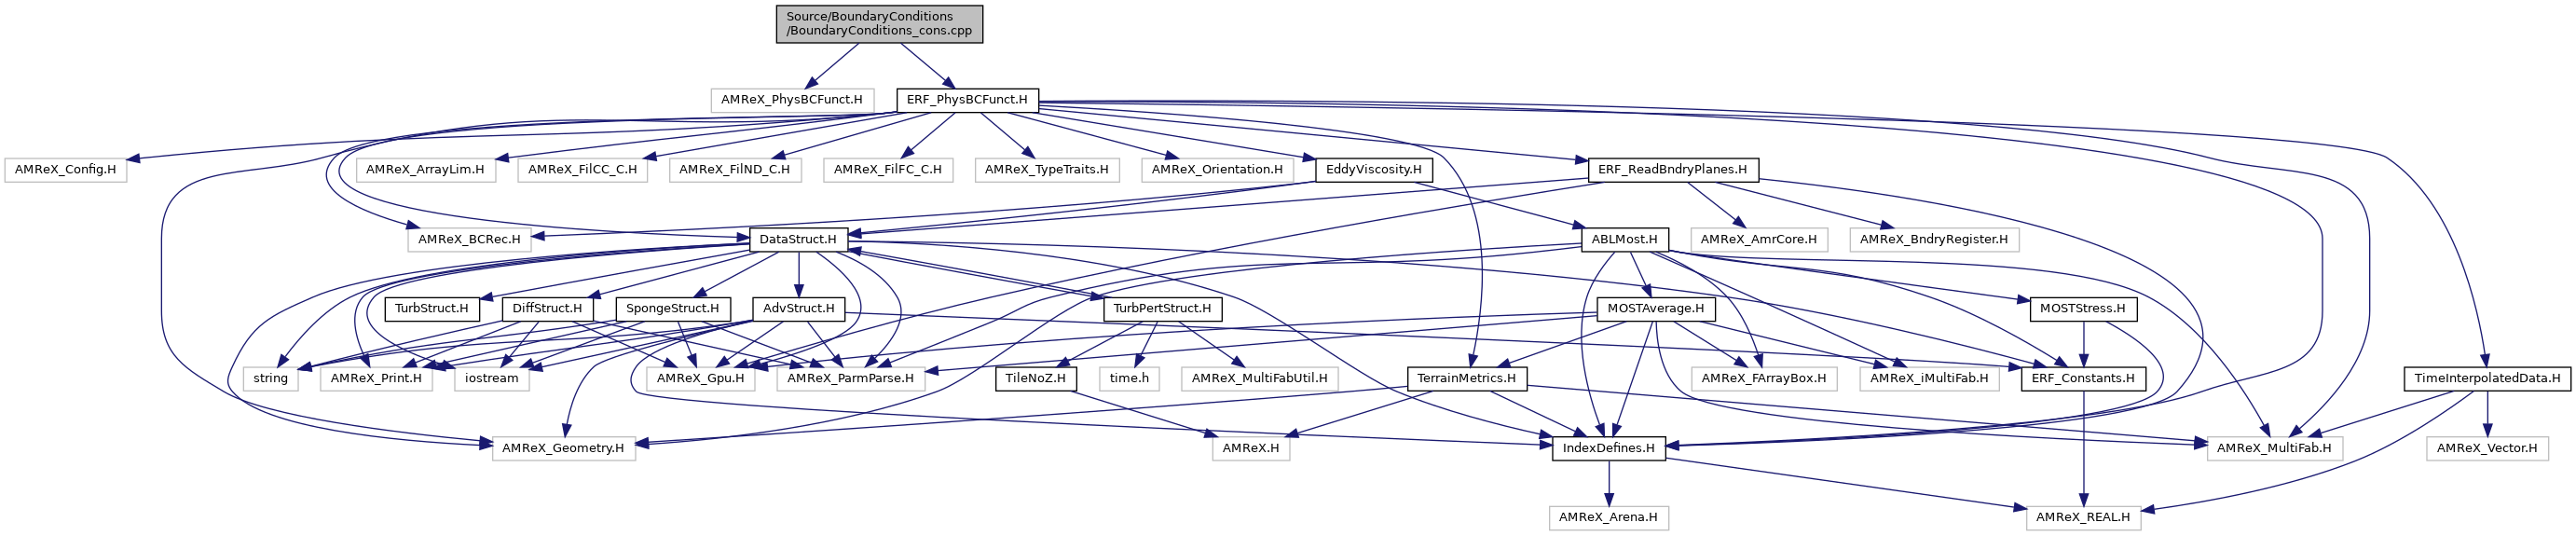 Source/BoundaryConditions
/BoundaryConditions_cons.cpp
AMReX_PhysBCFunct.H
ERF_PhysBCFunct.H
AMReX_Config.H
AMReX_ArrayLim.H
AMReX_FilCC_C.H
AMReX_FilND_C.H
AMReX_FilFC_C.H
AMReX_TypeTraits.H
AMReX_Orientation.H
EddyViscosity.H
ERF_ReadBndryPlanes.H
AMReX_BCRec.H
DataStruct.H
ABLMost.H
AMReX_AmrCore.H
AMReX_BndryRegister.H
TurbStruct.H
DiffStruct.H
SpongeStruct.H
AdvStruct.H
TurbPertStruct.H
MOSTAverage.H
MOSTStress.H
string
AMReX_Print.H
iostream
AMReX_Gpu.H
AMReX_ParmParse.H
TileNoZ.H
time.h
AMReX_MultiFabUtil.H
TerrainMetrics.H
AMReX_FArrayBox.H
AMReX_iMultiFab.H
ERF_Constants.H
TimeInterpolatedData.H
AMReX_Geometry.H
AMReX.H
IndexDefines.H
AMReX_MultiFab.H
AMReX_Vector.H
AMReX_Arena.H
AMReX_REAL.H